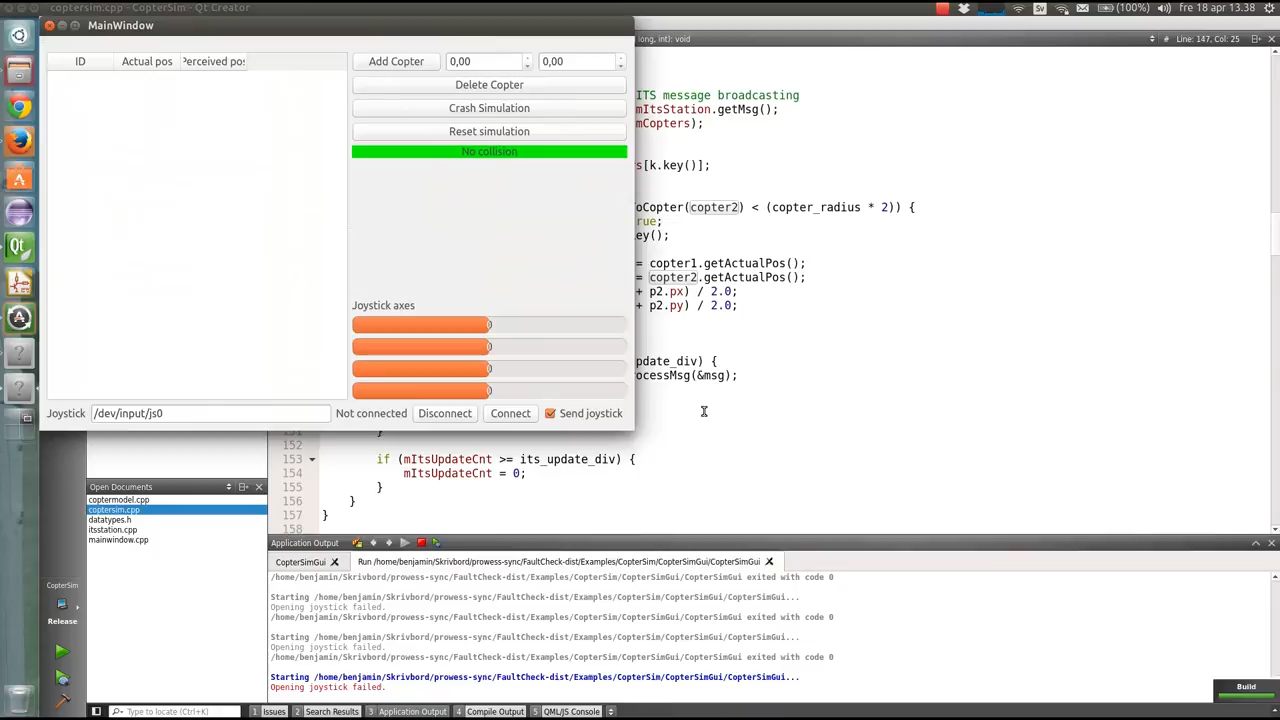 coptersim.cpp - CopterSim - Qt Creator
Sv (100%) fre 18 apr 13.38
MainWindow
long, int): void # Line: 147, Col: 25
ID Actual pos Perceived pos
Add Copter 0,00 0,00
Delete Copter
Crash Simulation
Reset simulation
No collision
ITS message broadcasting
mItsStation.getMsg();
mCopters);
s[k.key()];
oCopter(copter2) < (copter_radius * 2)) {
rue;
key();
= copter1.getActualPos();
= copter2.getActualPos();
+ p2.px) / 2.0;
+ p2.py) / 2.0;
pdate_div) {
ocessMsg(&msg);
Joystick axes
0
0
0
0
Joystick /dev/input/js0 Not connected Disconnect Connect Send joystick
}
152
153 if (mItsUpdateCnt >= its_update_div) {
154 mItsUpdateCnt = 0;
155 }
156 }
157 }
158
Open Documents
coptermodel.cpp
coptersim.cpp
datatypes.h
itsstation.cpp
mainwindow.cpp
CopterSim
Release
Application Output
CopterSimGui Run /home/benjamin/Skrivbord/prowess-sync/FaultCheck-dist/Examples/CopterSim/CopterSimGui/CopterSimGui
/home/benjamin/Skrivbord/prowess-sync/FaultCheck-dist/Examples/CopterSim/CopterSimGui/CopterSimGui exited with code 0
Starting /home/benjamin/Skrivbord/prowess-sync/FaultCheck-dist/Examples/CopterSim/CopterSimGui/CopterSimGui...
Opening joystick failed.
/home/benjamin/Skrivbord/prowess-sync/FaultCheck-dist/Examples/CopterSim/CopterSimGui/CopterSimGui exited with code 0
Starting /home/benjamin/Skrivbord/prowess-sync/FaultCheck-dist/Examples/CopterSim/CopterSimGui/CopterSimGui...
Opening joystick failed.
/home/benjamin/Skrivbord/prowess-sync/FaultCheck-dist/Examples/CopterSim/CopterSimGui/CopterSimGui exited with code 0
Starting /home/benjamin/Skrivbord/prowess-sync/FaultCheck-dist/Examples/CopterSim/CopterSimGui/CopterSimGui...
Opening joystick failed.
Build
Type to locate (Ctrl+K) 1 Issues 2 Search Results 3 Application Output 4 Compile Output 5 QML/JS Console